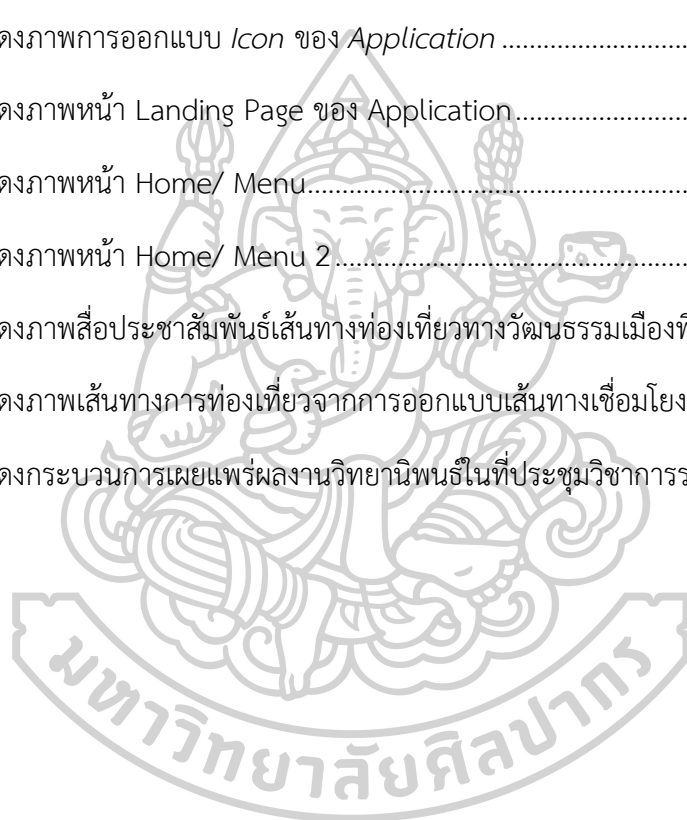 ดงภาพการออกแบบ Icon ของ Application ..........................
ดงภาพหน้า Landing Page ของ Application.........................
ดงภาพหน้า Home/ Menu.......................................................
ดงภาพหน้า Home/ Menu 2...................................................
ดงภาพสื่อประชาสัมพันธ์เส้นทางท่องเที่ยวทางวัฒนธรรมเมือง
ดงภาพเส้นทางการท่องเที่ยวจากการออกแบบเส้นทางเชื่อมโยง
ดงกระบวนการเผยแพร่ผลงานวิทยานิพนธ์ในที่ประชุมวิชาการ
มหาวิทยาลัยศิลปากร